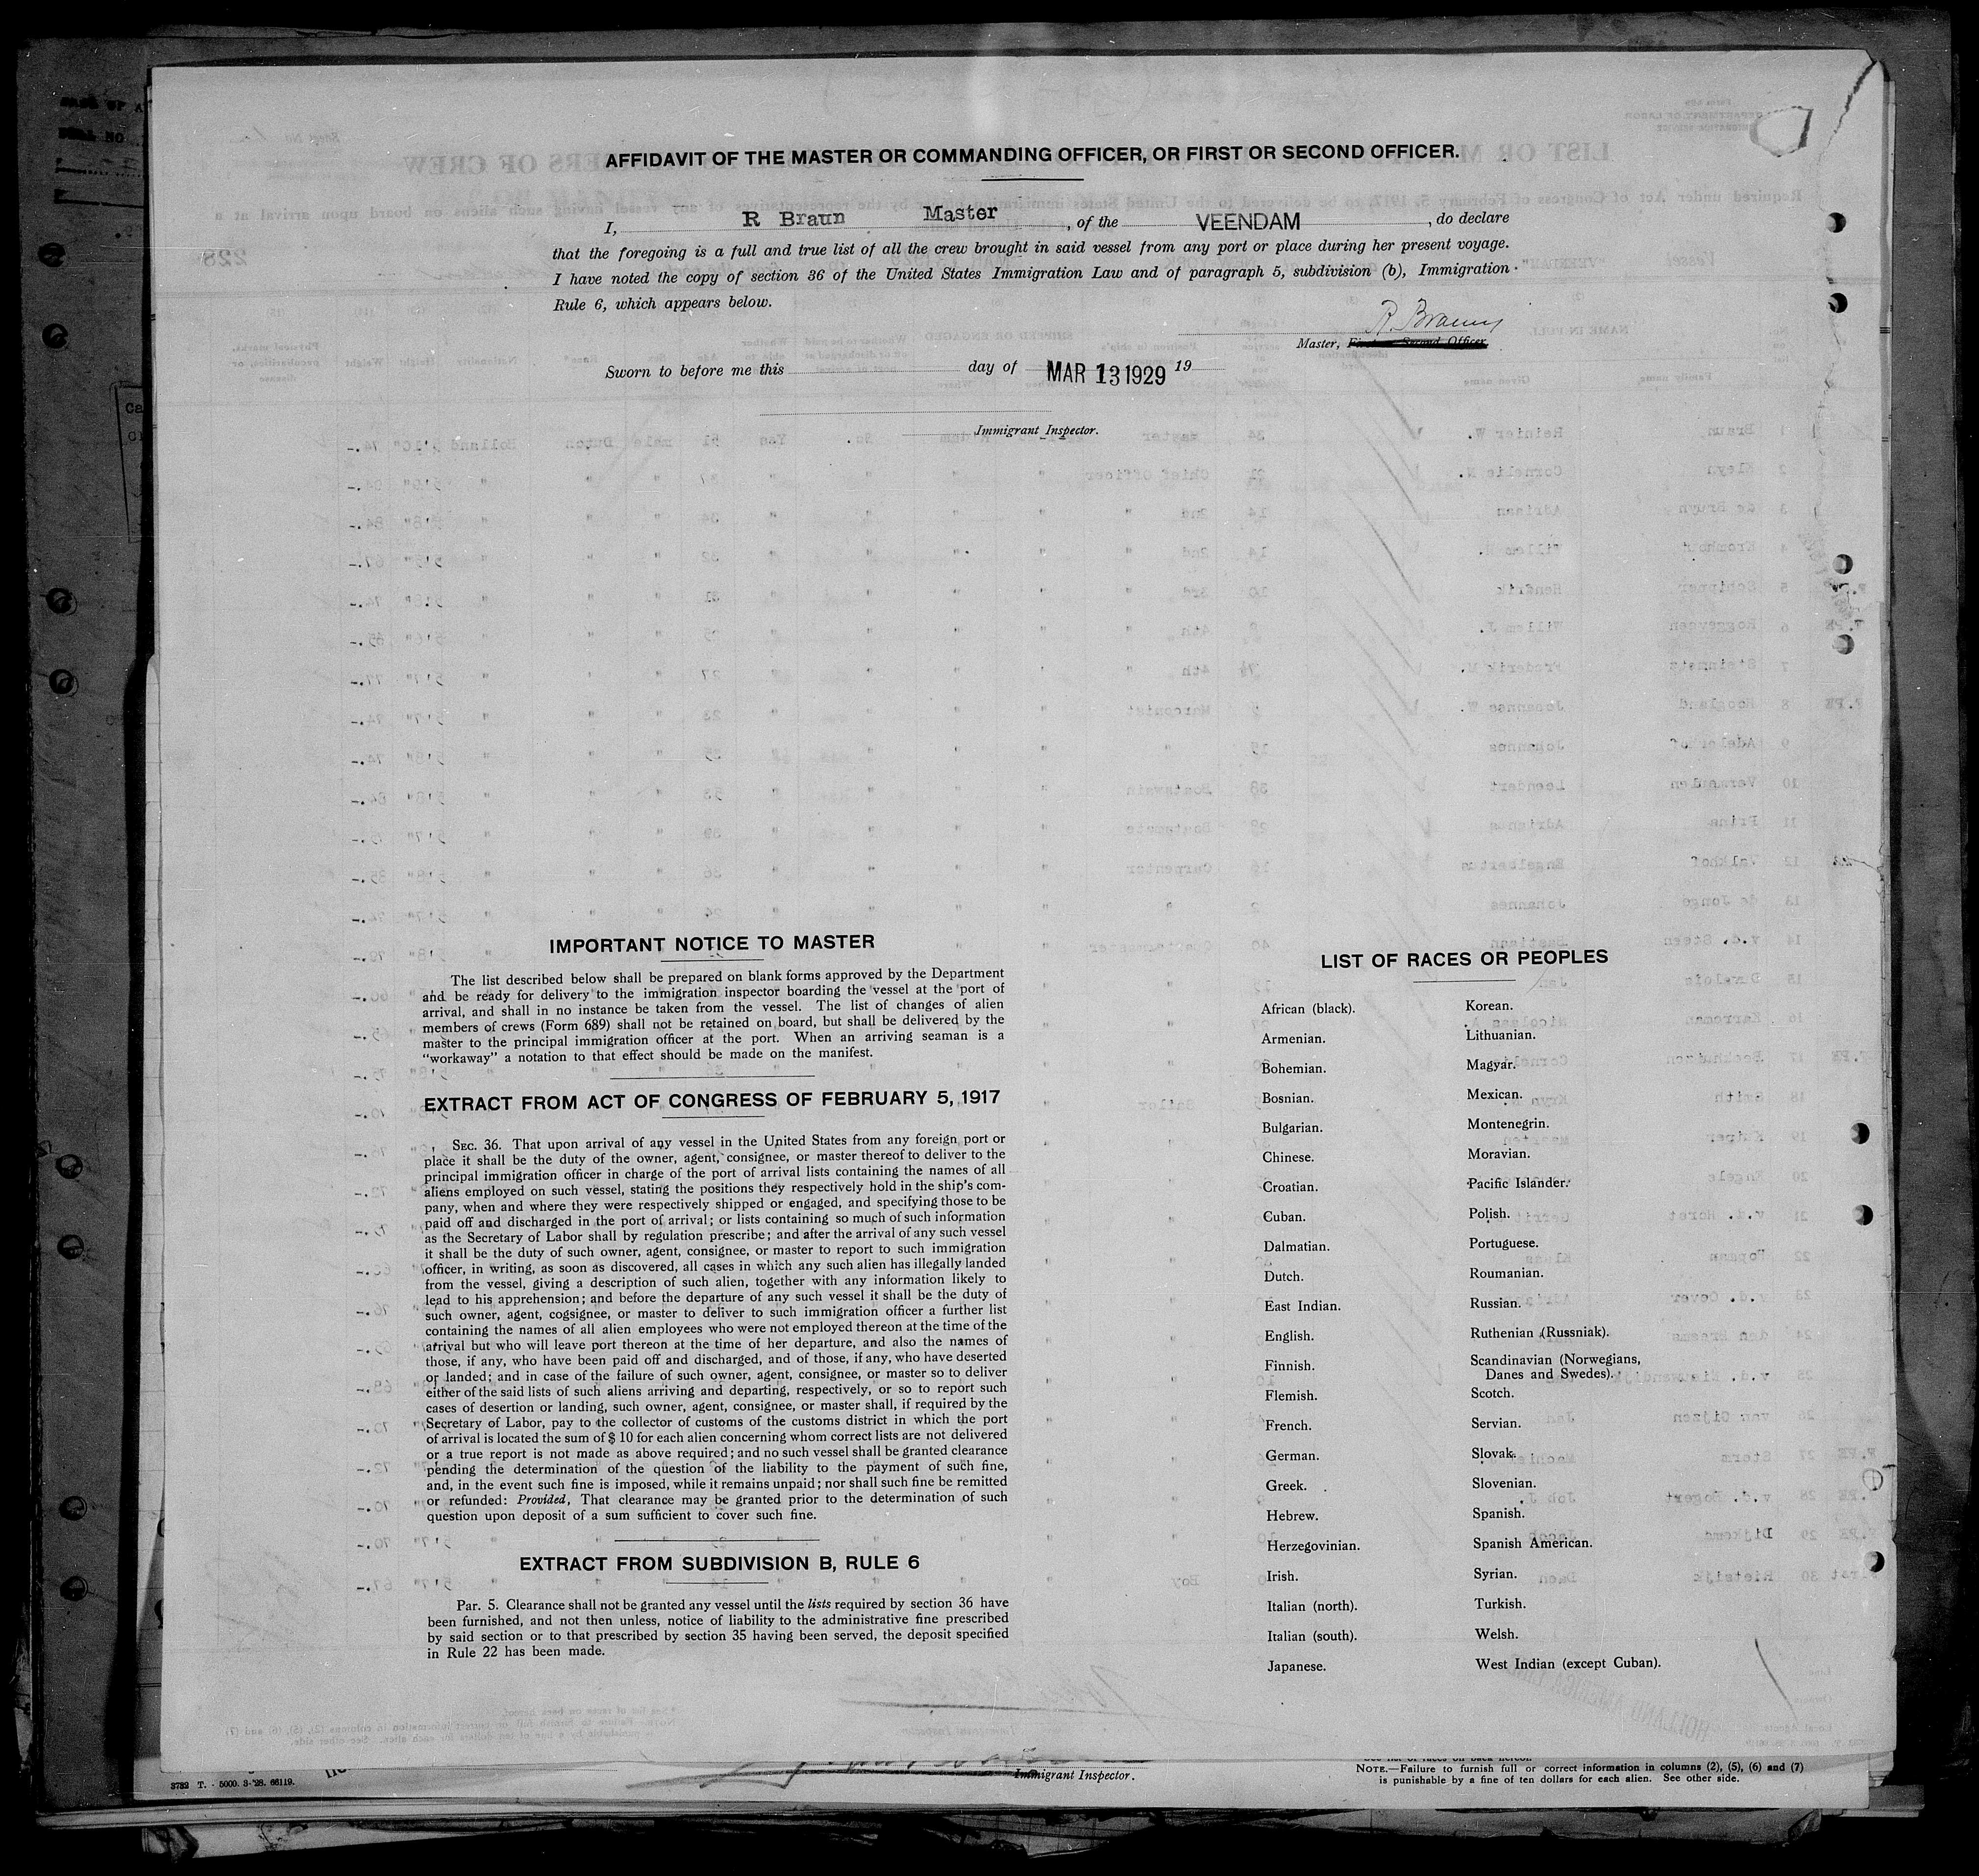 AFFIDAVIT OF THE MASTER OR COMMANDING OFFICER, OR FIRST OR SECOND OFFICER.
I, R Braun Master, of the VEENDAM, do declare
that the foregoing is a full and true list of all the crew brought in said vessel from any port or place during her present voyage.
I have noted the copy of section 36 of the United States Immigration Law and of paragraph 5, subdivision (b), Immigration
Rule 6, which appears below.
R. Braun
Master, First or Second Officer.
Sworn to before me this day of MAR 13 1929 19
Immigrant Inspector.
IMPORTANT NOTICE TO MASTER
The list described below shall be prepared on blank forms approved by the Department
and be ready for delivery to the immigration inspector boarding the vessel at the port of
arrival, and shall in no instance be taken from the vessel. The list of changes of alien
members of crews (Form 689) shall not be retained on board, but shall be delivered by the
master to the principal immigration officer at the port. When an arriving seaman is a
“workaway” a notation to that effect should be made on the manifest.
EXTRACT FROM ACT OF CONGRESS OF FEBRUARY 5, 1917
SEC. 36. That upon arrival of any vessel in the United States from any foreign port or
place it shall be the duty of the owner, agent, consignee, or master thereof to deliver to the
principal immigration officer in charge of the port of arrival lists containing the names of all
aliens employed on such vessel, stating the positions they respectively hold in the ship's com-
pany, when and where they were respectively shipped or engaged, and specifying those to be
paid off and discharged in the port of arrival; or lists containing so much of such information
as the Secretary of Labor shall by regulation prescribe; and after the arrival of any such vessel
it shall be the duty of such owner, agent, consignee, or master to report to such immigration
officer, in writing, as soon as discovered, all cases in which any such alien has illegally landed
from the vessel, giving a description of such alien, together with any information likely to
lead to his apprehension; and before the departure of any such vessel it shall be the duty of
such owner, agent, cogsignee, or master to deliver to such immigration officer a further list
containing the names of all alien employees who were not employed thereon at the time of the
arrival but who will leave port thereon at the time of her departure, and also the names of
those, if any, who have been paid off and discharged, and of those, if any, who have deserted
or landed; and in case of the failure of such owner, agent, consignee, or master so to deliver
either of the said lists of such aliens arriving and departing, respectively, or so to report such
cases of desertion or landing, such owner, agent, consignee, or master shall, if required by the
Secretary of Labor, pay to the collector of customs of the customs district in which the port
of arrival is located the sum of $ 10 for each alien concerning whom correct lists are not delivered
or a true report is not made as above required; and no such vessel shall be granted clearance
pending the determination of the question of the liability to the payment of such fine,
and, in the event such fine is imposed, while it remains unpaid; nor shall such fine be remitted
or refunded: Provided, That clearance may be granted prior to the determination of such
question upon deposit of a sum sufficient to cover such fine.
EXTRACT FROM SUBDIVISION B, RULE 6
Par. 5. Clearance shall not be granted any vessel until the lists required by section 36 have
been furnished, and not then unless, notice of liability to the administrative fine prescribed
by said section or to that prescribed by section 35 having been served, the deposit specified
in Rule 22 has been made.
LIST OF RACES OR PEOPLES
African (black).
Armenian.
Bohemian.
Bosnian.
Bulgarian.
Chinese.
Croatian.
Cuban.
Dalmatian.
Dutch.
East Indian.
English.
Finnish.
Flemish.
French.
German.
Greek.
Hebrew.
Herzegovinian.
Irish.
Italian (north).
Italian (south).
Japanese.
Korean.
Lithuanian.
Magyar.
Mexican.
Montenegrin.
Moravian.
Pacific Islander.
Polish.
Portuguese.
Roumanian.
Russian.
Ruthenian (Russniak).
Scandinavian (Norwegians,
Danes and Swedes).
Scotch.
Servian.
Slovak.
Slovenian.
Spanish.
Spanish American.
Syrian.
Turkish.
Welsh.
West Indian (except Cuban).
3732 T. - 5000. 3-'28. 66119.
Immigrant Inspector.
NOTE.—Failure to furnish full or correct information in columns (2), (5), (6) and (7)
is punishable by a fine of ten dollars for each alien. See other side.